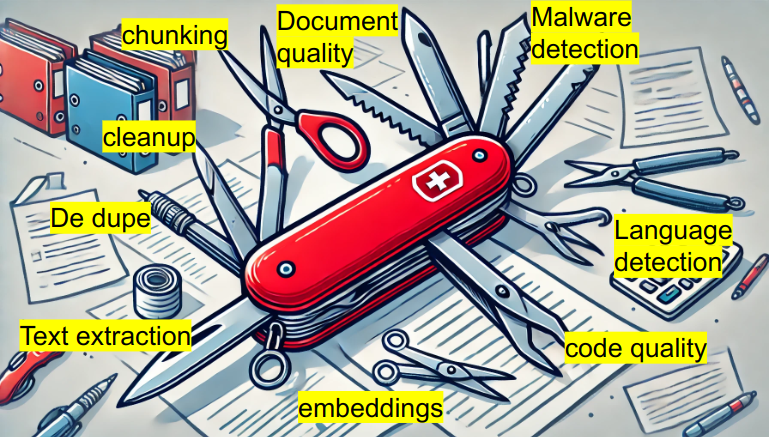 chunking
Document
quality
Malware
detection
cleanup
De dupe
Language
detection
Text extraction
code quality
embeddings